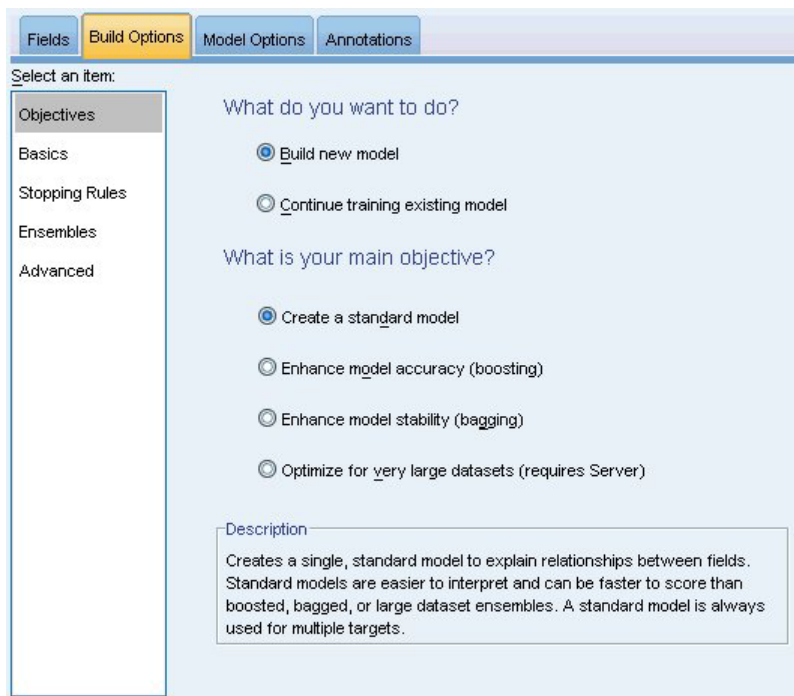 Fields Build Options Model Options Annotations
Select an item:
Objectives
Basics
Stopping Rules
Ensembles
Advanced
What do you want to do?
Build new model
Continue training existing model
What is your main objective?
Create a standard model
Enhance model accuracy (boosting)
Enhance model stability (bagging)
Optimize for very large datasets (requires Server)
Description
Creates a single, standard model to explain relationships between fields.
Standard models are easier to interpret and can be faster to score than
boosted, bagged, or large dataset ensembles. A standard model is always
used for multiple targets.